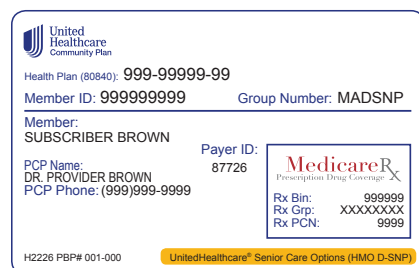 United
Healthcare
Community Plan
Health Plan (80840): 999-99999-99
Member ID: 999999999 Group Number: MADSNP
Member:
SUBSCRIBER BROWN
Payer ID:
87726
PCP Name:
DR. PROVIDER BROWN
PCP Phone: (999)999-9999
MedicareRx
Prescription Drug Coverage
Rx Bin: 999999
Rx Grp: XXXXXXXX
Rx PCN: 9999
H2226 PBP# 001-000 UnitedHealthcare® Senior Care Options (HMO D-SNP)